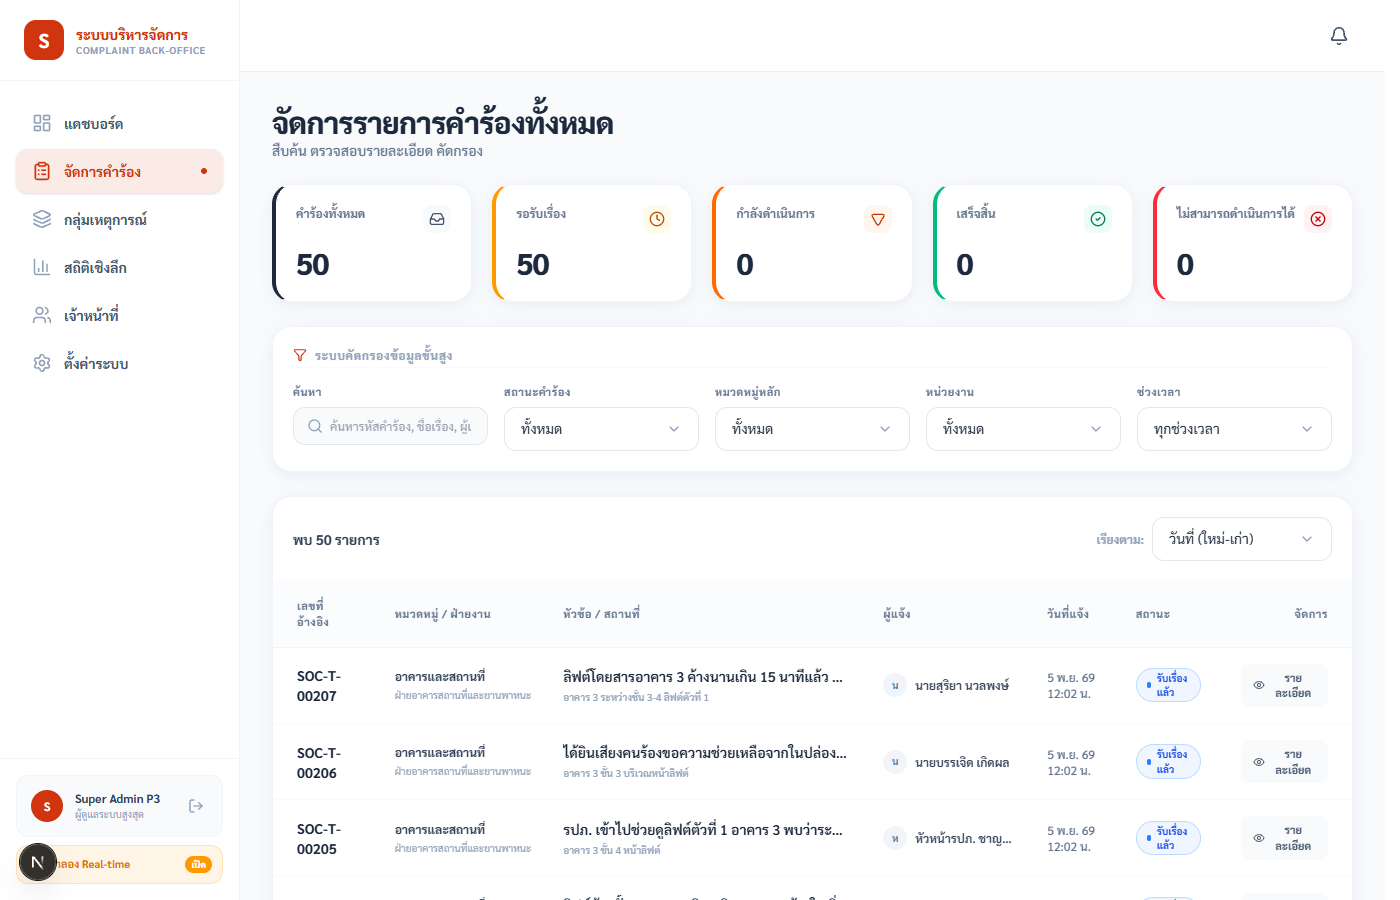 S
ระบบบริหารจัดการ
COMPLAINT BACK-OFFICE
แดชบอร์ด
จัดการคำร้อง
กลุ่มเหตุการณ์
สถิติเชิงลึก
เจ้าหน้าที่
ตั้งค่าระบบ
S
Super Admin P3
ผู้ดูแลระบบสูงสุด
N
ำลอง Real-time
เปิด
จัดการรายการคำร้องทั้งหมด
สืบค้น ตรวจสอบรายละเอียด คัดกรอง
คำร้องทั้งหมด
50
รอรับเรื่อง
50
กำลังดำเนินการ
0
เสร็จสิ้น
0
ไม่สามารถดำเนินการได้
0
ระบบคัดกรองข้อมูลขั้นสูง
ค้นหา
ค้นหารหัสคำร้อง, ชื่อเรื่อง, ผู้แ
สถานะคำร้อง
ทั้งหมด
หมวดหมู่หลัก
ทั้งหมด
หน่วยงาน
ทั้งหมด
ช่วงเวลา
ทุกช่วงเวลา
พบ 50 รายการ
เรียงตาม:
วันที่ (ใหม่-เก่า)
เลขที่
อ้างอิง
หมวดหมู่ / ฝ่ายงาน
หัวข้อ / สถานที่
ผู้แจ้ง
วันที่แจ้ง
สถานะ
จัดการ
SOC-T-
00207
อาคารและสถานที่
ฝ่ายอาคารสถานที่และยานพาหนะ
ลิฟต์โดยสารอาคาร 3 ค้างนานเกิน 15 นาทีแล้ว ...
อาคาร 3 ระหว่างชั้น 3-4 ลิฟต์ตัวที่ 1
น
นายสุริยา นวลพงษ์
5 พ.ย. 69
12:02 น.
รับเรื่อง
แล้ว
ราย
ละเอียด
SOC-T-
00206
อาคารและสถานที่
ฝ่ายอาคารสถานที่และยานพาหนะ
ได้ยินเสียงคนร้องขอความช่วยเหลือจากในปล่อง...
อาคาร 3 ชั้น 3 บริเวณหน้าลิฟต์
น
นายบรรเจิด เกิดผล
5 พ.ย. 69
12:02 น.
รับเรื่อง
แล้ว
ราย
ละเอียด
SOC-T-
00205
อาคารและสถานที่
ฝ่ายอาคารสถานที่และยานพาหนะ
รปภ. เข้าไปช่วยดูลิฟต์ตัวที่ 1 อาคาร 3 พบว่าระ...
อาคาร 3 ชั้น 4 หน้าลิฟต์
ห
หัวหน้ารปภ. ชาญ...
5 พ.ย. 69
12:02 น.
รับเรื่อง
แล้ว
ราย
ละเอียด